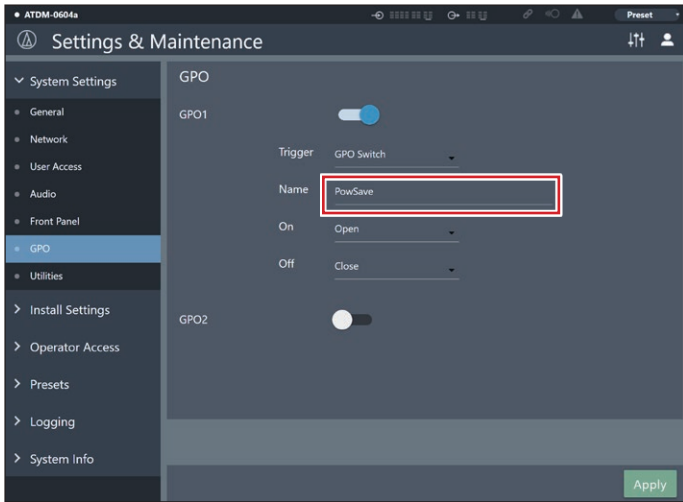 ATDM-0604a
Preset
Settings & Maintenance
System Settings
General
Network
User Access
Audio
Front Panel
GPO
Utilities
Install Settings
Operator Access
Presets
Logging
System Info
GPO
GPO1
Trigger GPO Switch
Name PowSave
On Open
Off Close
GPO2
Apply